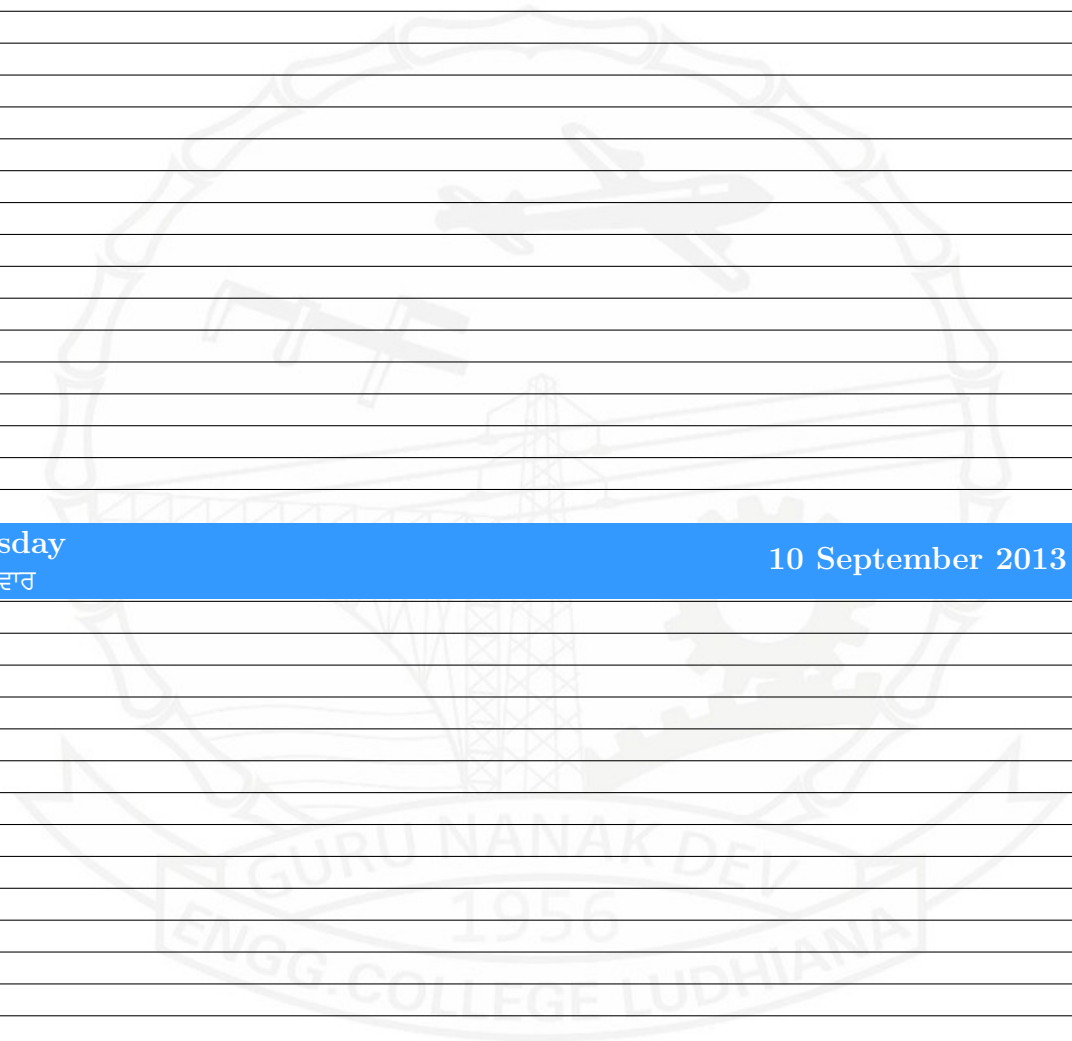 sday
ਵਾਰ
10 September 2013
GURU NANAK DEV
1956
ENGG. COLLEGE LUDHIANA